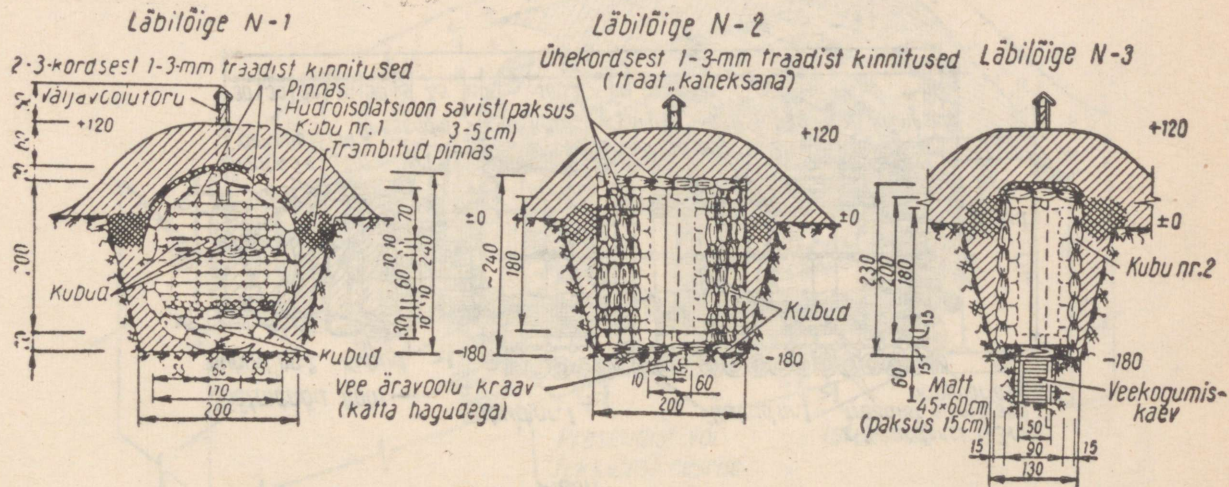 Läbilõige N-1
2-3-kordsest 1-3-mm traadist kinnitused
Väljavoolutoru
Pinnas
Hüdroisolatsioon savist (paksus
3-5 cm)
Kubu nr. 1
Trambitud pinnas
+120
70
10
10
240
60
10
30
10
Kubud
Kubud
55
60
55
170
200
Läbilõige N-2
Ühekordsest 1-3-mm traadist kinnitused
(traat „kaheksana")
+120
±0
~240
180
Kubud
-180
Vee äravoolu kraav
(katta hagudega)
10
15
60
200
Läbilõige N-3
+120
±0
230
200
180
15
60
Kubu nr. 2
-180
Matt
45×60cm
(paksus 15cm)
Veekogumis-
kaev
50
15
90
15
130
±0
-180